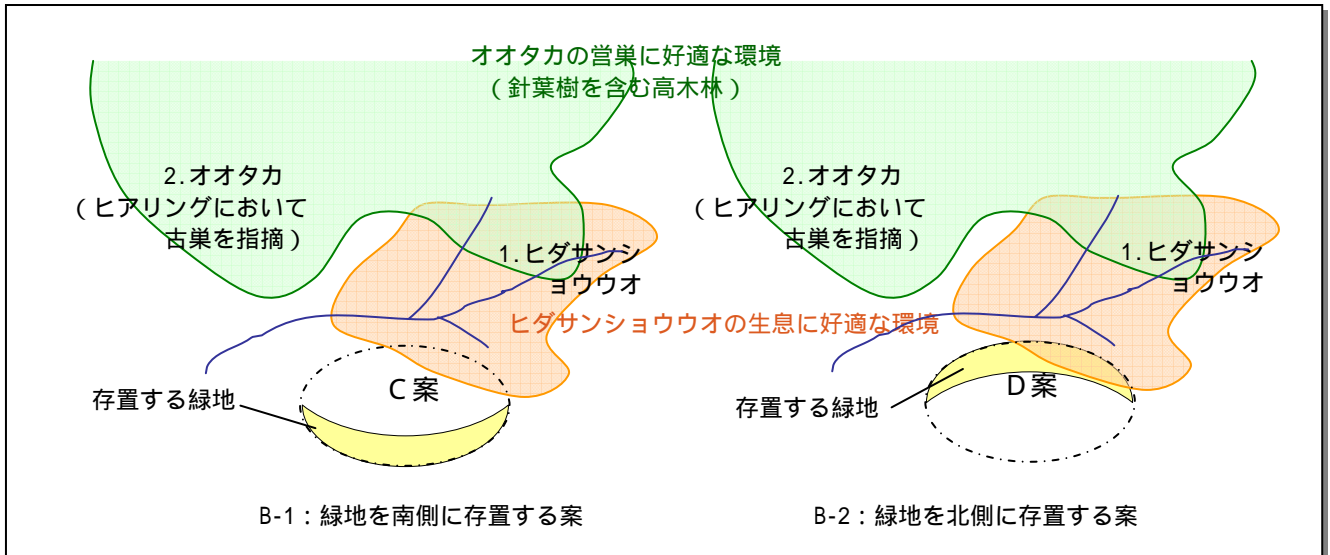 オオタカの営巣に好適な環境
(針葉樹を含む高木林)
2.オオタカ
(ヒアリングにおいて
古巣を指摘)
1.ヒダサンシ
ョウウオ
ヒダサンショウウオの生息に好適な環境
C案
存置する緑地
B-1:緑地を南側に存置する案
2.オオタカ
(ヒアリングにおいて
古巣を指摘)
1.ヒダサンシ
ョウウオ
D案
存置する緑地
B-2:緑地を北側に存置する案